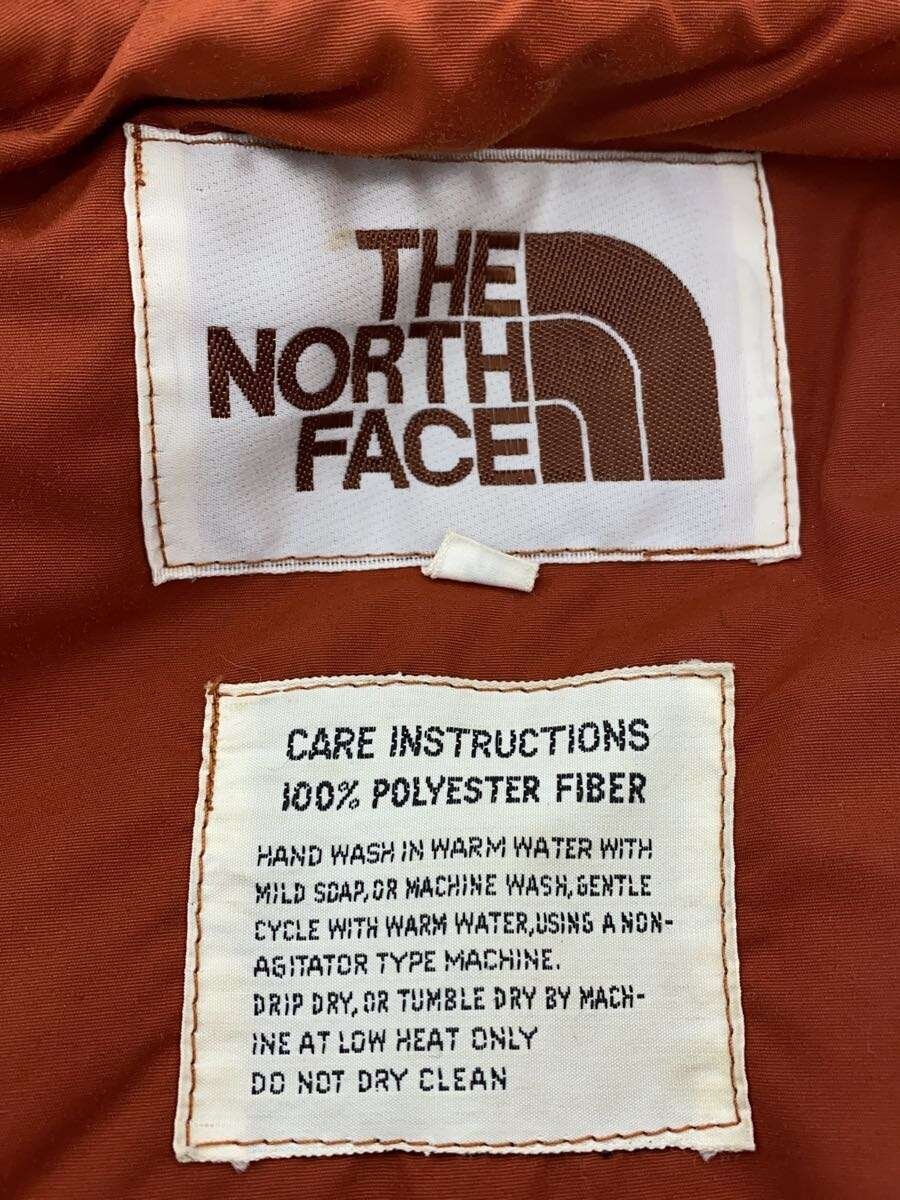 THE
NORTH
FACE
CARE INSTRUCTIONS
100% POLYESTER FIBER
HAND WASH IN WARM WATER WITH
MILD SOAP, OR MACHINE WASH, GENTLE
CYCLE WITH WARM WATER, USING A NON-
AGITATOR TYPE MACHINE.
DRIP DRY, OR TUMBLE DRY BY MACH-
INE AT LOW HEAT ONLY
DO NOT DRY CLEAN